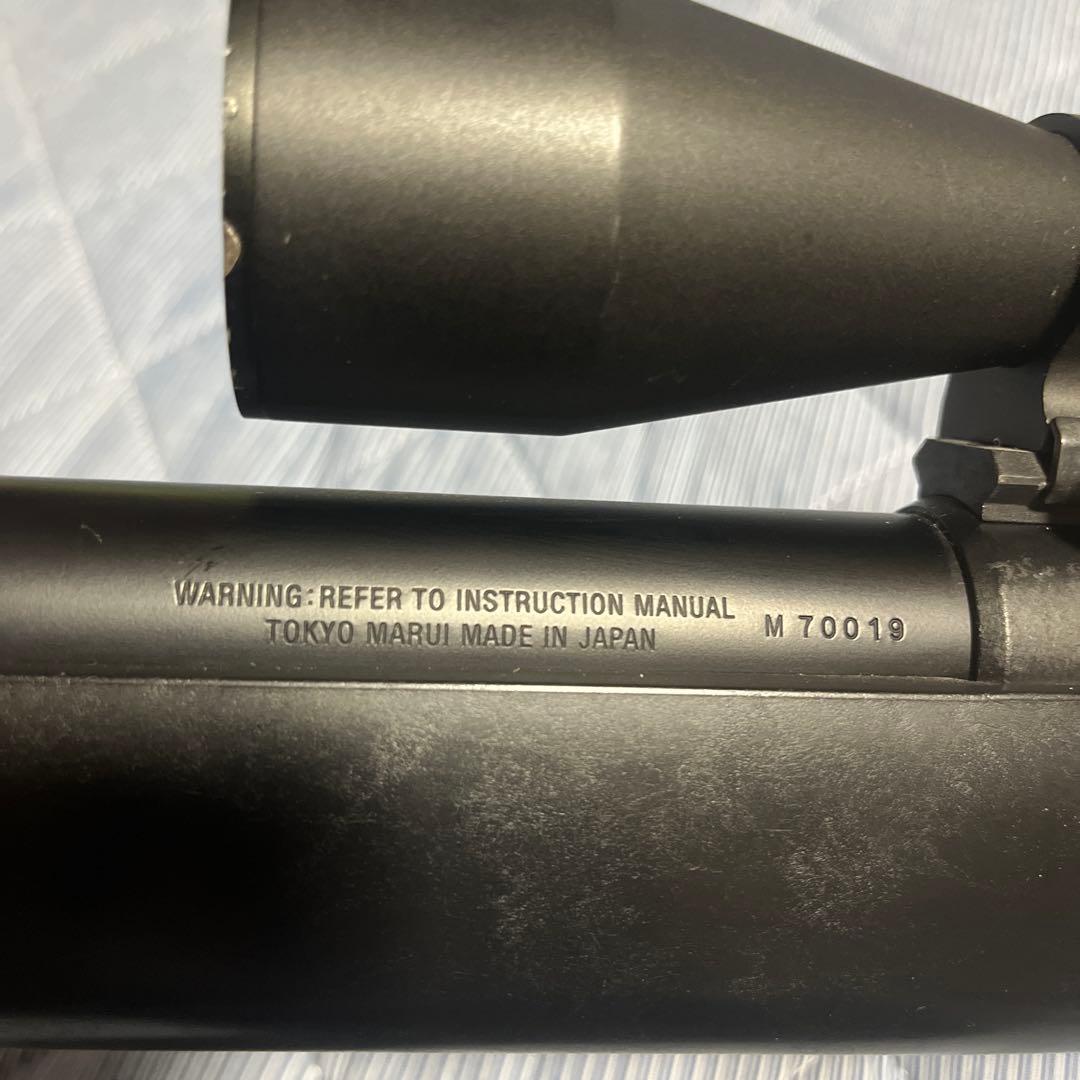 WARNING: REFER TO INSTRUCTION MANUAL
TOKYO MARUI MADE IN JAPAN
M 70019